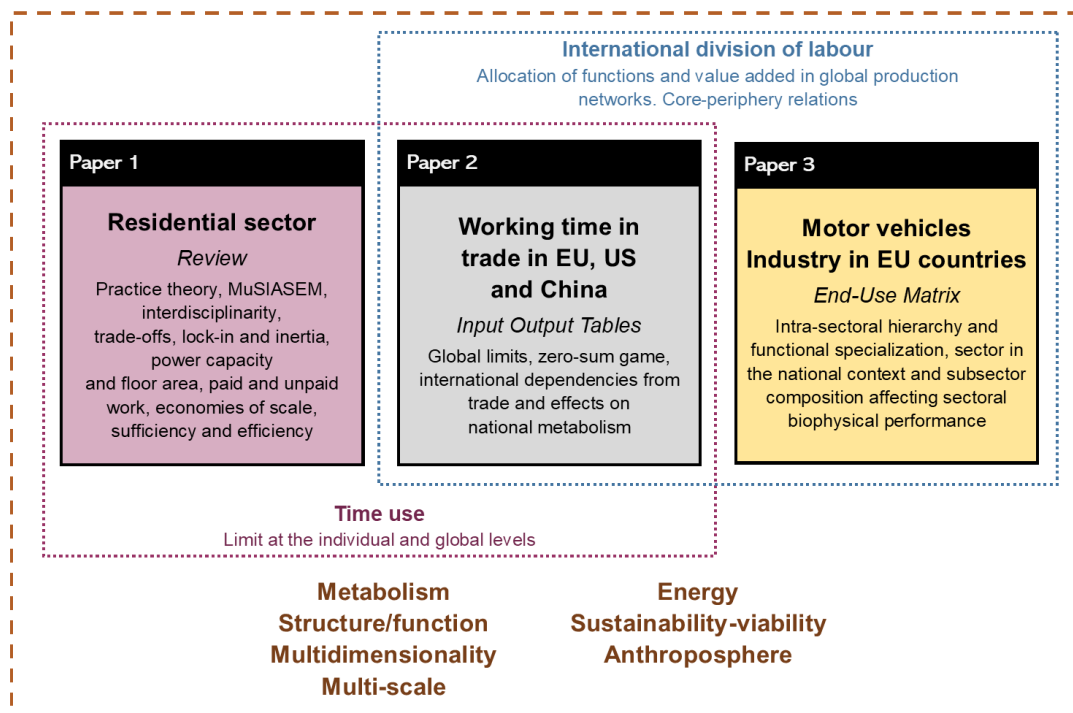 International division of labour
Allocation of functions and value added in global production
networks. Core-periphery relations
Paper 1
Residential sector
Review
Practice theory, MuSIASEM,
interdisciplinarity,
trade-offs, lock-in and inertia,
power capacity
and floor area, paid and unpaid
work, economies of scale,
sufficiency and efficiency
Paper 2
Working time in
trade in EU, US
and China
Input Output Tables
Global limits, zero-sum game,
international dependencies from
trade and effects on
national metabolism
Paper 3
Motor vehicles
Industry in EU countries
End-Use Matrix
Intra-sectoral hierarchy and
functional specialization, sector in
the national context and subsector
composition affecting sectoral
biophysical performance
Time use
Limit at the individual and global levels
Metabolism
Structure/function
Multidimensionality
Multi-scale
Energy
Sustainability-viability
Anthroposphere